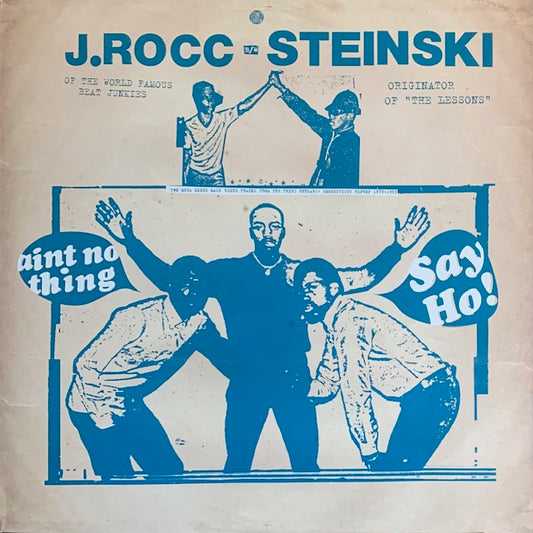 J.ROCC - STEINSKI
OF THE WORLD FAMOUS
BEAT JUNKIES
ORIGINATOR
OF "THE LESSONS"
aint no
thing
Say
Ho!